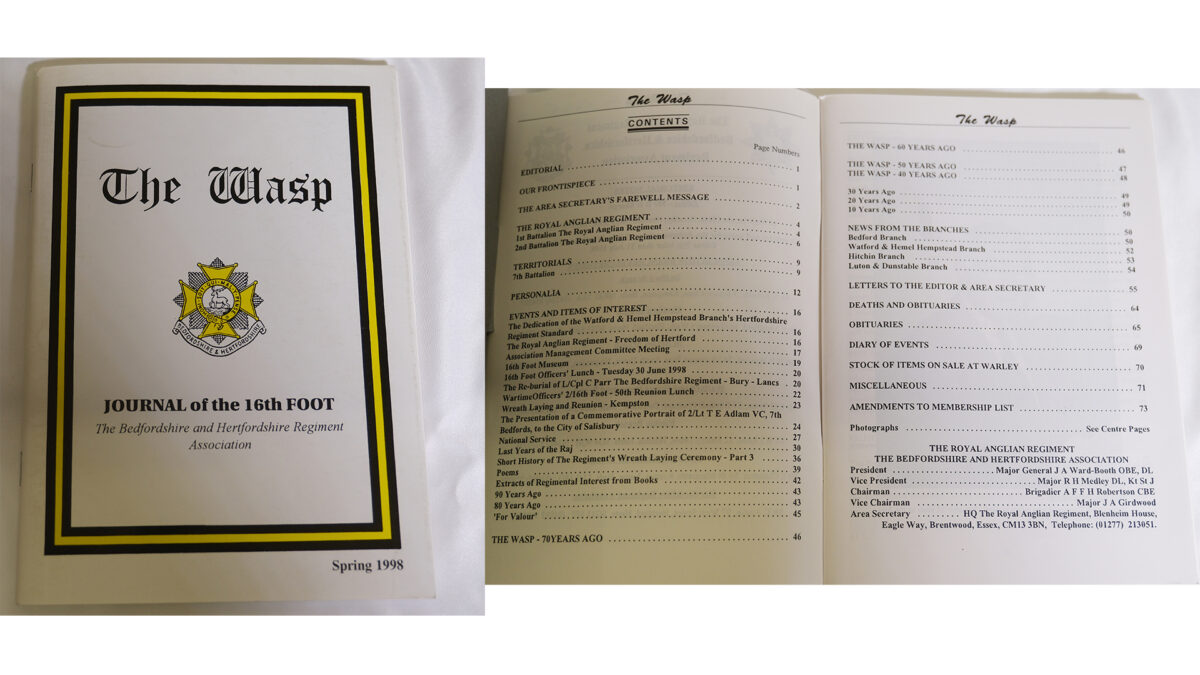 The Wasp
BEDFORDSHIRE & HERTFORDSHIRE
JOURNAL of the 16th FOOT
The Bedfordshire and Hertfordshire Regiment
Association
Spring 1998
The Wasp
CONTENTS
Page Numbers
EDITORIAL 1
OUR FRONTISPIECE 1
THE AREA SECRETARY'S FAREWELL MESSAGE 2
THE ROYAL ANGLIAN REGIMENT 4
1st Battalion The Royal Anglian Regiment 4
2nd Battalion The Royal Anglian Regiment 6
TERRITORIALS 9
7th Battalion 9
PERSONALIA 12
EVENTS AND ITEMS OF INTEREST 16
The Dedication of the Watford & Hemel Hempstead Branch's Hertfordshire
Regiment Standard 16
The Royal Anglian Regiment - Freedom of Hertford 16
Association Management Committee Meeting 17
16th Foot Museum 19
16th Foot Officers' Lunch - Tuesday 30 June 1998 20
The Re-burial of L/Cpl C Parr The Bedfordshire Regiment - Bury - Lancs 20
WartimeOfficers' 2/16th Foot - 50th Reunion Lunch 22
Wreath Laying and Reunion - Kempston 23
The Presentation of a Commemorative Portrait of 2/Lt T E Adlam VC, 7th
Bedfords, to the City of Salisbury 24
National Service 27
Last Years of the Raj 30
Short History of The Regiment's Wreath Laying Ceremony - Part 3 36
Poems 39
Extracts of Regimental Interest from Books 42
90 Years Ago 43
80 Years Ago 43
'For Valour' 45
THE WASP - 70YEARS AGO 46
The Wasp
THE WASP - 60 YEARS AGO 46
THE WASP - 50 YEARS AGO 47
THE WASP - 40 YEARS AGO 48
30 Years Ago 49
20 Years Ago 49
10 Years Ago 50
NEWS FROM THE BRANCHES 50
Bedford Branch 50
Watford & Hemel Hempstead Branch 52
Hitchin Branch 53
Luton & Dunstable Branch 54
LETTERS TO THE EDITOR & AREA SECRETARY 55
DEATHS AND OBITUARIES 64
OBITUARIES 65
DIARY OF EVENTS 69
STOCK OF ITEMS ON SALE AT WARLEY 70
MISCELLANEOUS 71
AMENDMENTS TO MEMBERSHIP LIST 73
Photographs See Centre Pages
THE ROYAL ANGLIAN REGIMENT
THE BEDFORDSHIRE AND HERTFORDSHIRE ASSOCIATION
President Major General J A Ward-Booth OBE, DL
Vice President Major R H Medley DL, Kt St J
Chairman Brigadier A F F H Robertson CBE
Vice Chairman Major J A Girdwood
Area Secretary HQ The Royal Anglian Regiment, Blenheim House,
Eagle Way, Brentwood, Essex, CM13 3BN, Telephone: (01277) 213051.